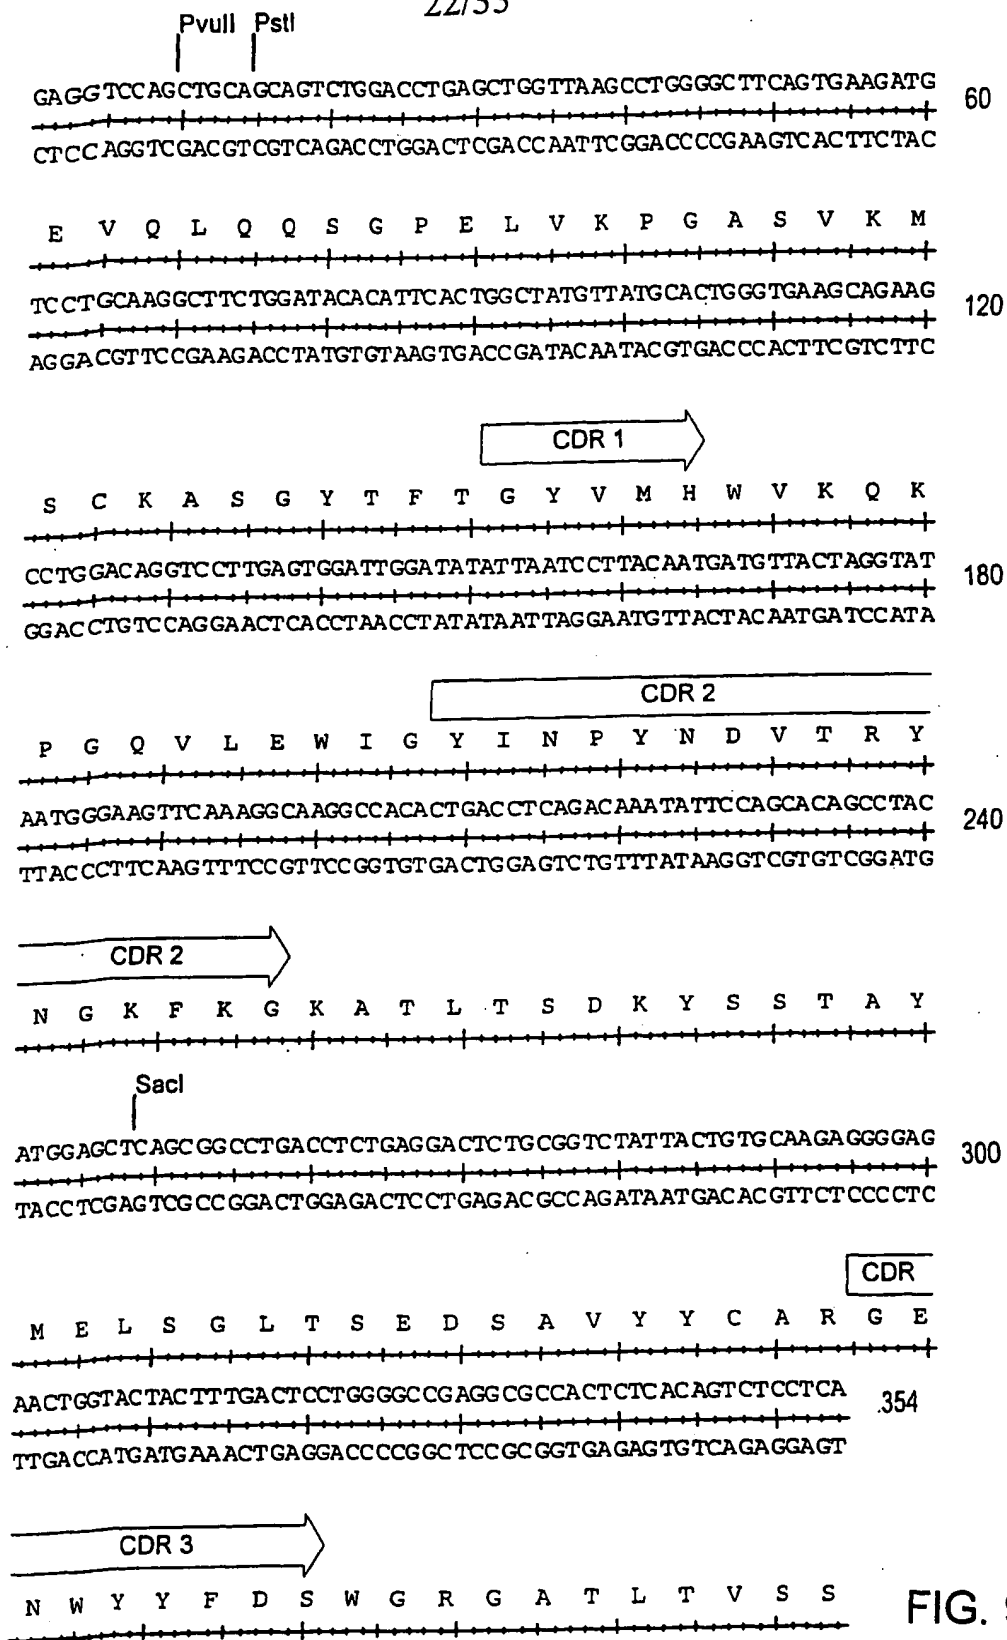 22/55
PvuII PstI
GAGGTCCAGCTGCAGCAGTCTGGACCTGAGCTGGTTAAGCCTGGGGCTTCAGTGAAGATG 60
CTCCAGGTCGACGTCGTCAGACCTGGACTCGACCAATTCGGACCCCGAAGTCACTTCTAC
E V Q L Q Q S G P E L V K P G A S V K M
TCCTGCAAGGCTTCTGGATACACATTCACTGGCTATGTTATGCACTGGGTGAAGCAGAAG 120
AGGACGTTCCGAAGACCTATGTGTAAGTGACCGATACAATACGTGACCCACTTCGTCTTC
CDR 1
S C K A S G Y T F T G Y V M H W V K Q K
CCTGGACAGGTCCTTGAGTGGATTGGATATATTAATCCTTACAATGATGTTACTAGGTAT 180
GGACCTGTCCAGGAACTCACCTAACCTATATAATTAGGAATGTTACTACAATGATCCATA
CDR 2
P G Q V L E W I G Y I N P Y N D V T R Y
AATGGGAAGTTCAAAGGCAAGGCCACACTGACCTCAGACAAATATTCCAGCACAGCCTAC 240
TTACCCTTCAAGTTTCCGTTCCGGTGTGACTGGAGTCTGTTTATAAGGTCGTGTCGGATG
CDR 2
N G K F K G K A T L T S D K Y S S T A Y
SacI
ATGGAGCTCAGCGGCCTGACCTCTGAGGACTCTGCGGTCTATTACTGTGCAAGAGGGGAG 300
TACCTCGAGTCGCCGGACTGGAGACTCCTGAGACGCCAGATAATGACACGTTCTCCCCTC
CDR
M E L S G L T S E D S A V Y Y C A R G E
AACTGGTACTACTTTGACTCCTGGGGCCGAGGCGCCACTCTCACAGTCTCCTCA 354
TTGACCATGATGAAACTGAGGACCCCGGCTCCGCGGTGAGAGTGTCAGAGGAGT
CDR 3
N W Y Y F D S W G R G A T L T V S S
FIG.